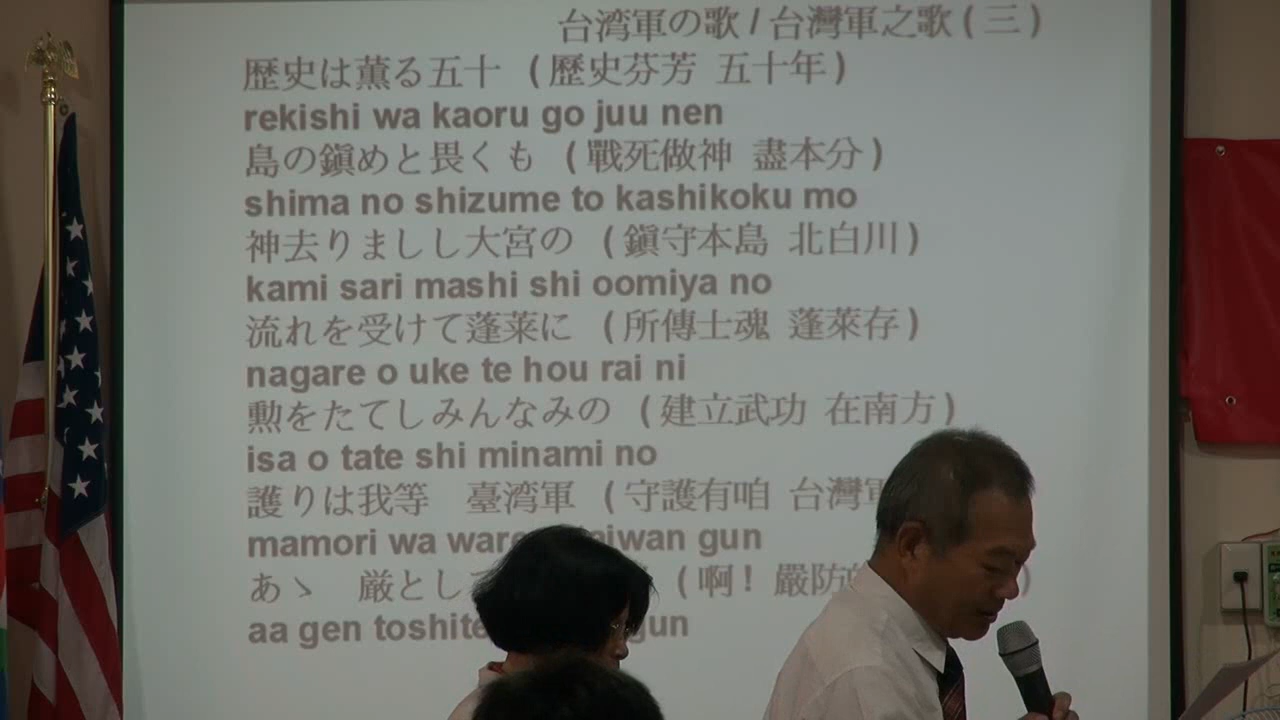 台湾軍の歌 / 台灣軍之歌 ( 三 )
歴史は薫る五十 ( 歷史芬芳 五十年 )
rekishi wa kaoru go juu nen
島の鎭めと畏くも ( 戰死做神 盡本分 )
shima no shizume to kashikoku mo
神去りましし大宮の ( 鎭守本島 北白川 )
kami sari mashi shi oomiya no
流れを受けて蓬莱に ( 所傳士魂 蓬萊存 )
nagare o uke te hou rai ni
勲をたてしみんなみの ( 建立武功 在南方 )
isa o tate shi minami no
護りは我等 臺湾軍 ( 守護有咱 台灣
mamori wa ware iwan gun
あゝ 厳とし ( 啊 ! 嚴防 )
aa gen toshite gun